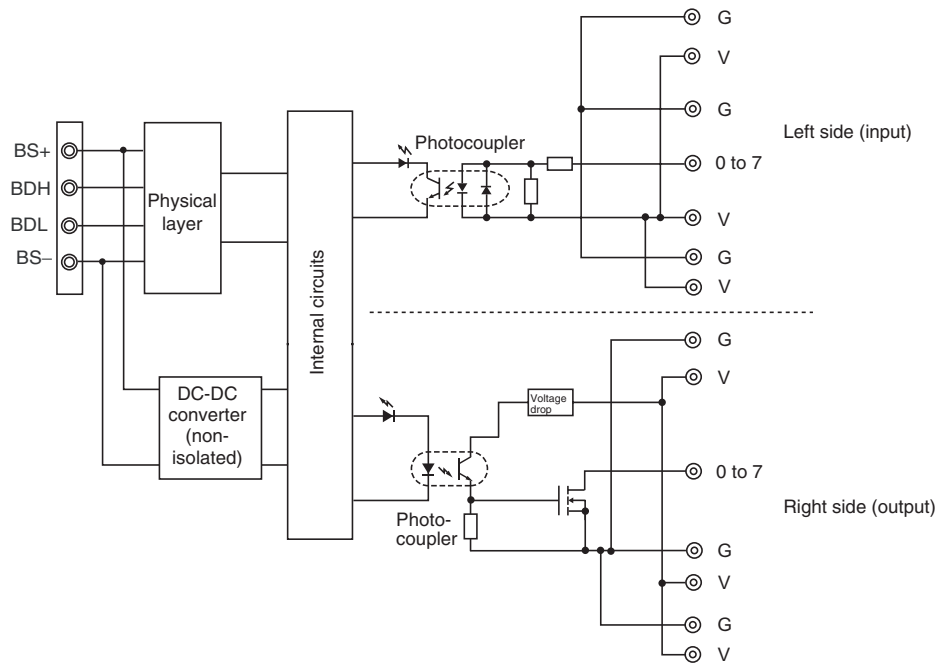 G
V
G
Left side (input)
Photocoupler
0 to 7
V
G
V
BS+
BDH
BDL
BS–
Physical
layer
Internal circuits
DC-DC
converter
(non-
isolated)
G
V
Voltage
drop
0 to 7
Right side (output)
Photo-
coupler
G
V
G
V